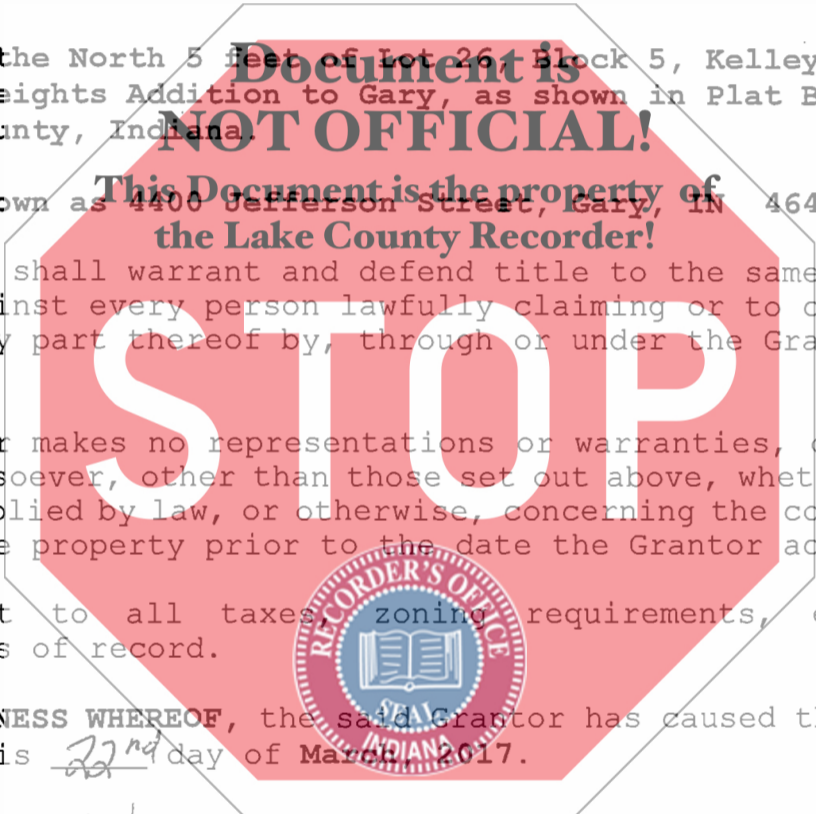 the North 5 feet of Lot 26, Block 5, Kelley
Document is
eights Addition to Gary, as shown in Plat B
unty, Indiana.
NOT OFFICIAL!
This Document is the property of
own as 4400 Jefferson Street, Gary, IN 464
the Lake County Recorder!
shall warrant and defend title to the same
inst every person lawfully claiming or to c
y part thereof by, through or under the Gra
STOP
r makes no representations or warranties,
soever, other than those set out above, whet
plied by law, or otherwise, concerning the co
e property prior to the date the Grantor ac
RECORDER'S OFFICE
t to all taxes, zoning requirements,
s of record.
SEAL
NESS WHEREOF, the said Grantor has caused th
INDIANA
is 22nd day of March, 2017.